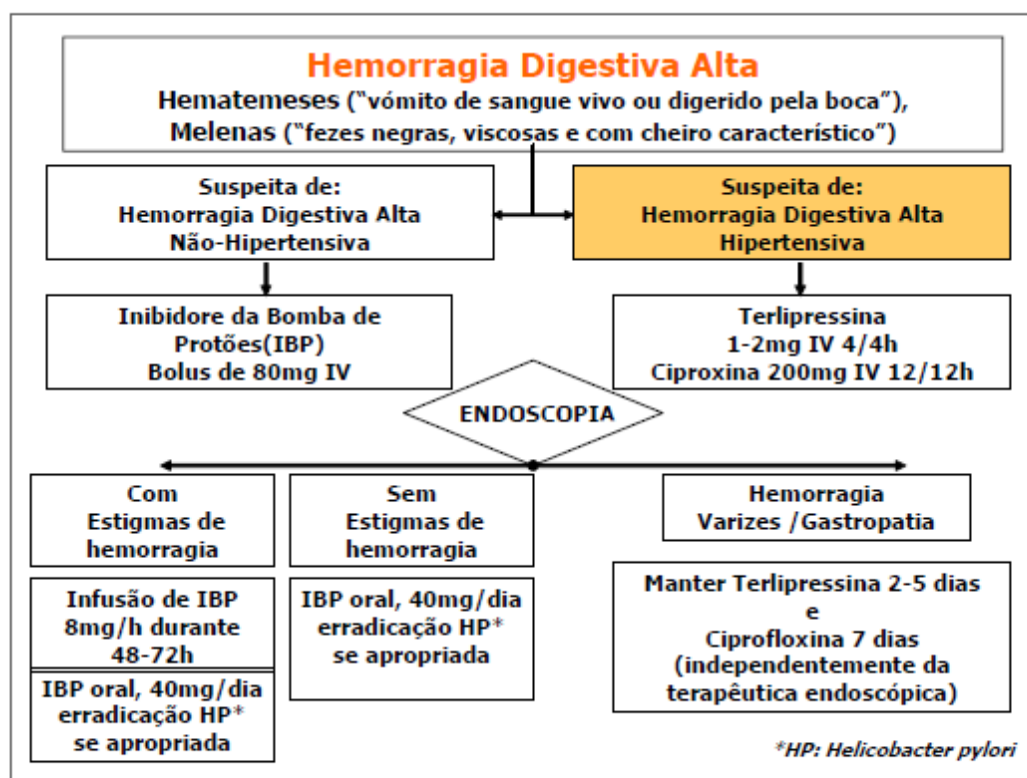 Hemorragia Digestiva Alta
Hematemeses (“vómito de sangue vivo ou digerido pela boca”),
Melenas (“fezes negras, viscosas e com cheiro característico”)
Suspeita de:
Hemorragia Digestiva Alta
Não-Hipertensiva
Suspeita de:
Hemorragia Digestiva Alta
Hipertensiva
Inibidore da Bomba de
Protões(IBP)
Bolus de 80mg IV
Terlipressina
1-2mg IV 4/4h
Ciproxina 200mg IV 12/12h
ENDOSCOPIA
Com
Estigmas de
hemorragia
Sem
Estigmas de
hemorragia
Hemorragia
Varizes /Gastropatia
Infusão de IBP
8mg/h durante
48-72h
IBP oral, 40mg/dia
erradicação HP*
se apropriada
IBP oral, 40mg/dia
erradicação HP*
se apropriada
Manter Terlipressina 2-5 dias
e
Ciprofloxina 7 dias
(independentemente da
terapêutica endoscópica)
*HP: Helicobacter pylori